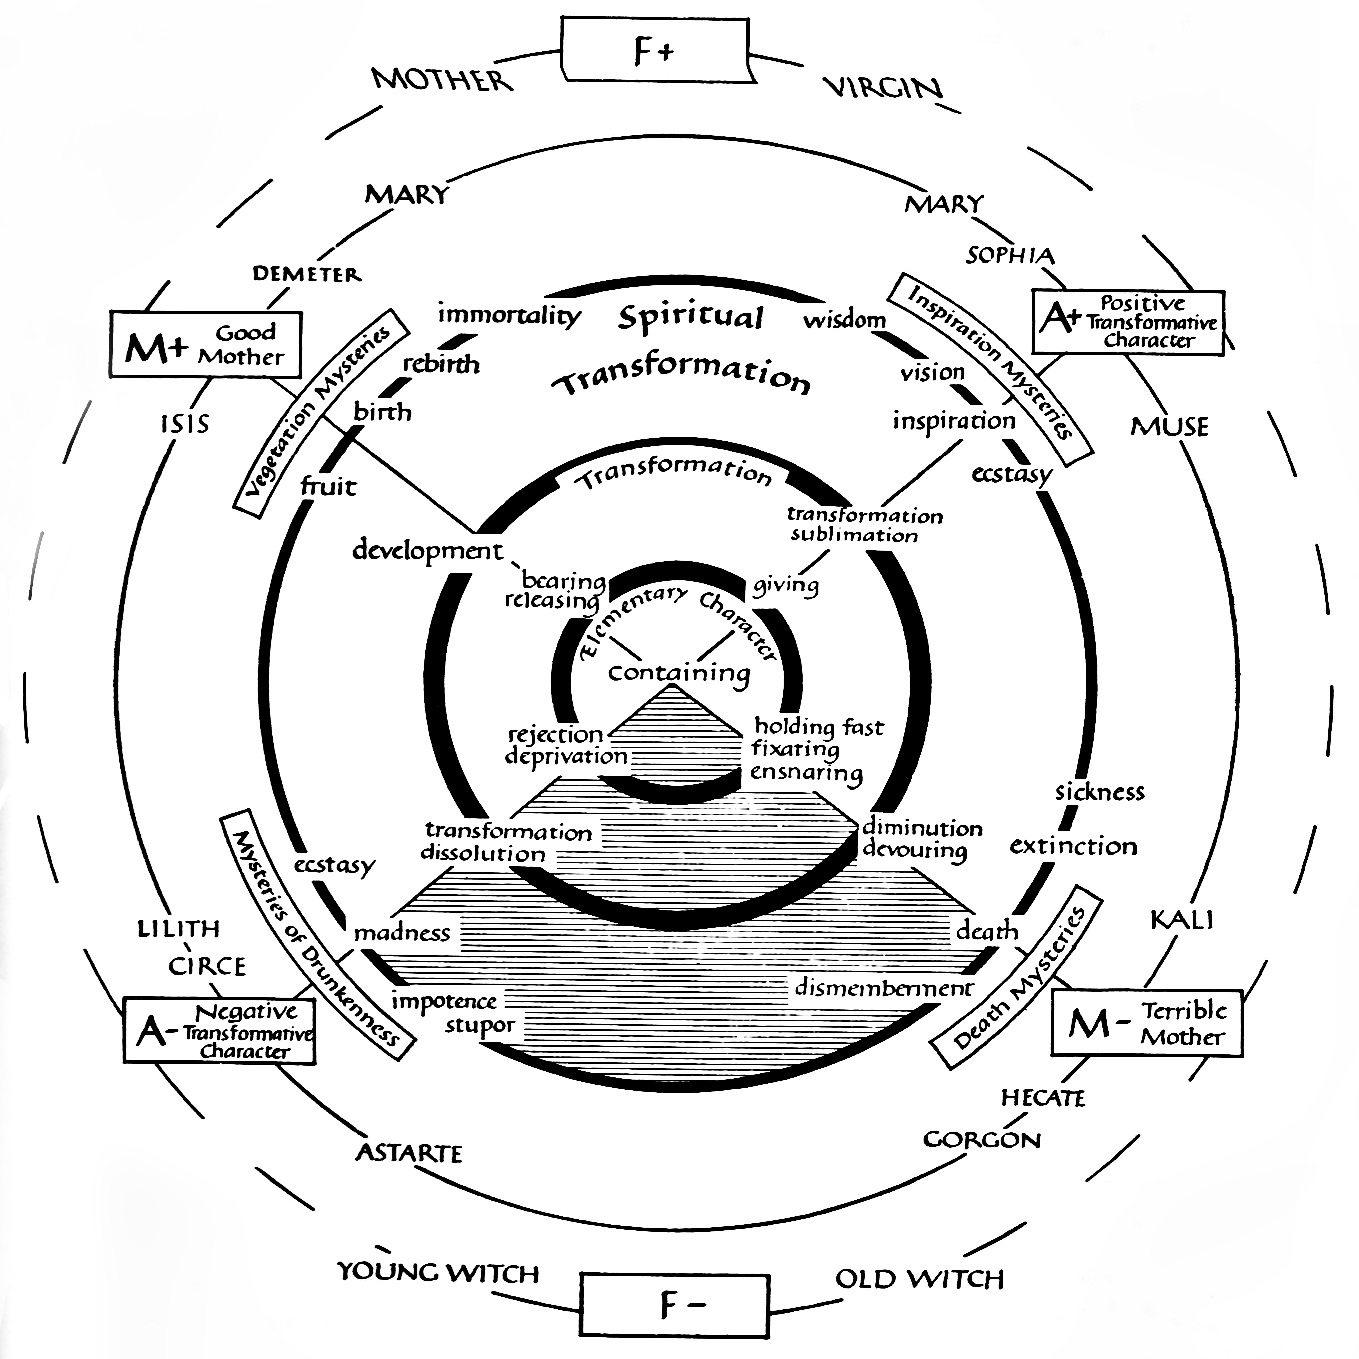 F+
MOTHER
VIRGIN
MARY
MARY
SOPHIA
DEMETER
M+ Good
Mother
A+ Positive
Transformative
Character
Vegetation Mysteries
Inspiration Mysteries
immortality
Spiritual
Transformation
wisdom
rebirth
vision
birth
inspiration
ISIS
MUSE
fruit
ecstasy
Transformation
transformation
sublimation
development
bearing
releasing
giving
Elementary Character
containing
rejection
deprivation
holding fast
fixating
ensnaring
sickness
transformation
dissolution
diminution
devouring
extinction
ecstasy
Mysteries of Drunkenness
Death Mysteries
LILITH
madness
death
KALI
CIRCE
impotence
stupor
dismemberment
A- Negative
Transformative
Character
M- Terrible
Mother
HECATE
GORGON
ASTARTE
YOUNG WITCH
OLD WITCH
F-